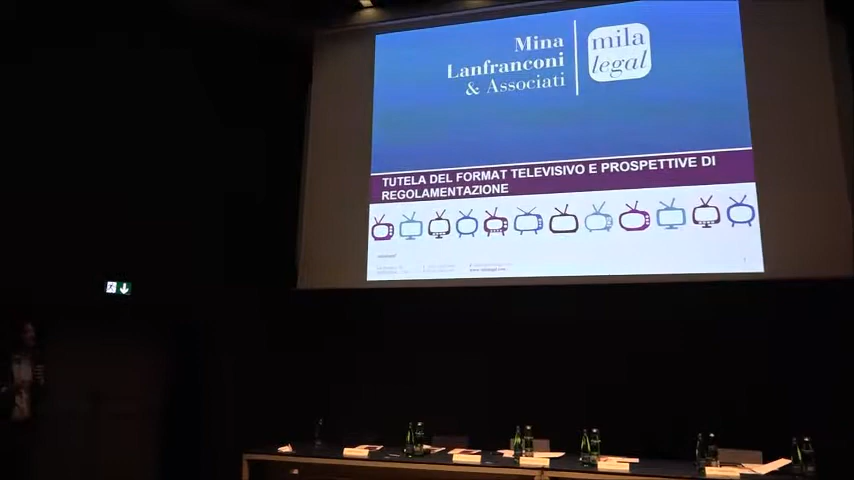 Mina
Lanfranconi
& Associati
mila
legal
TUTELA DEL FORMAT TELEVISIVO E PROSPETTIVE DI
REGOLAMENTAZIONE